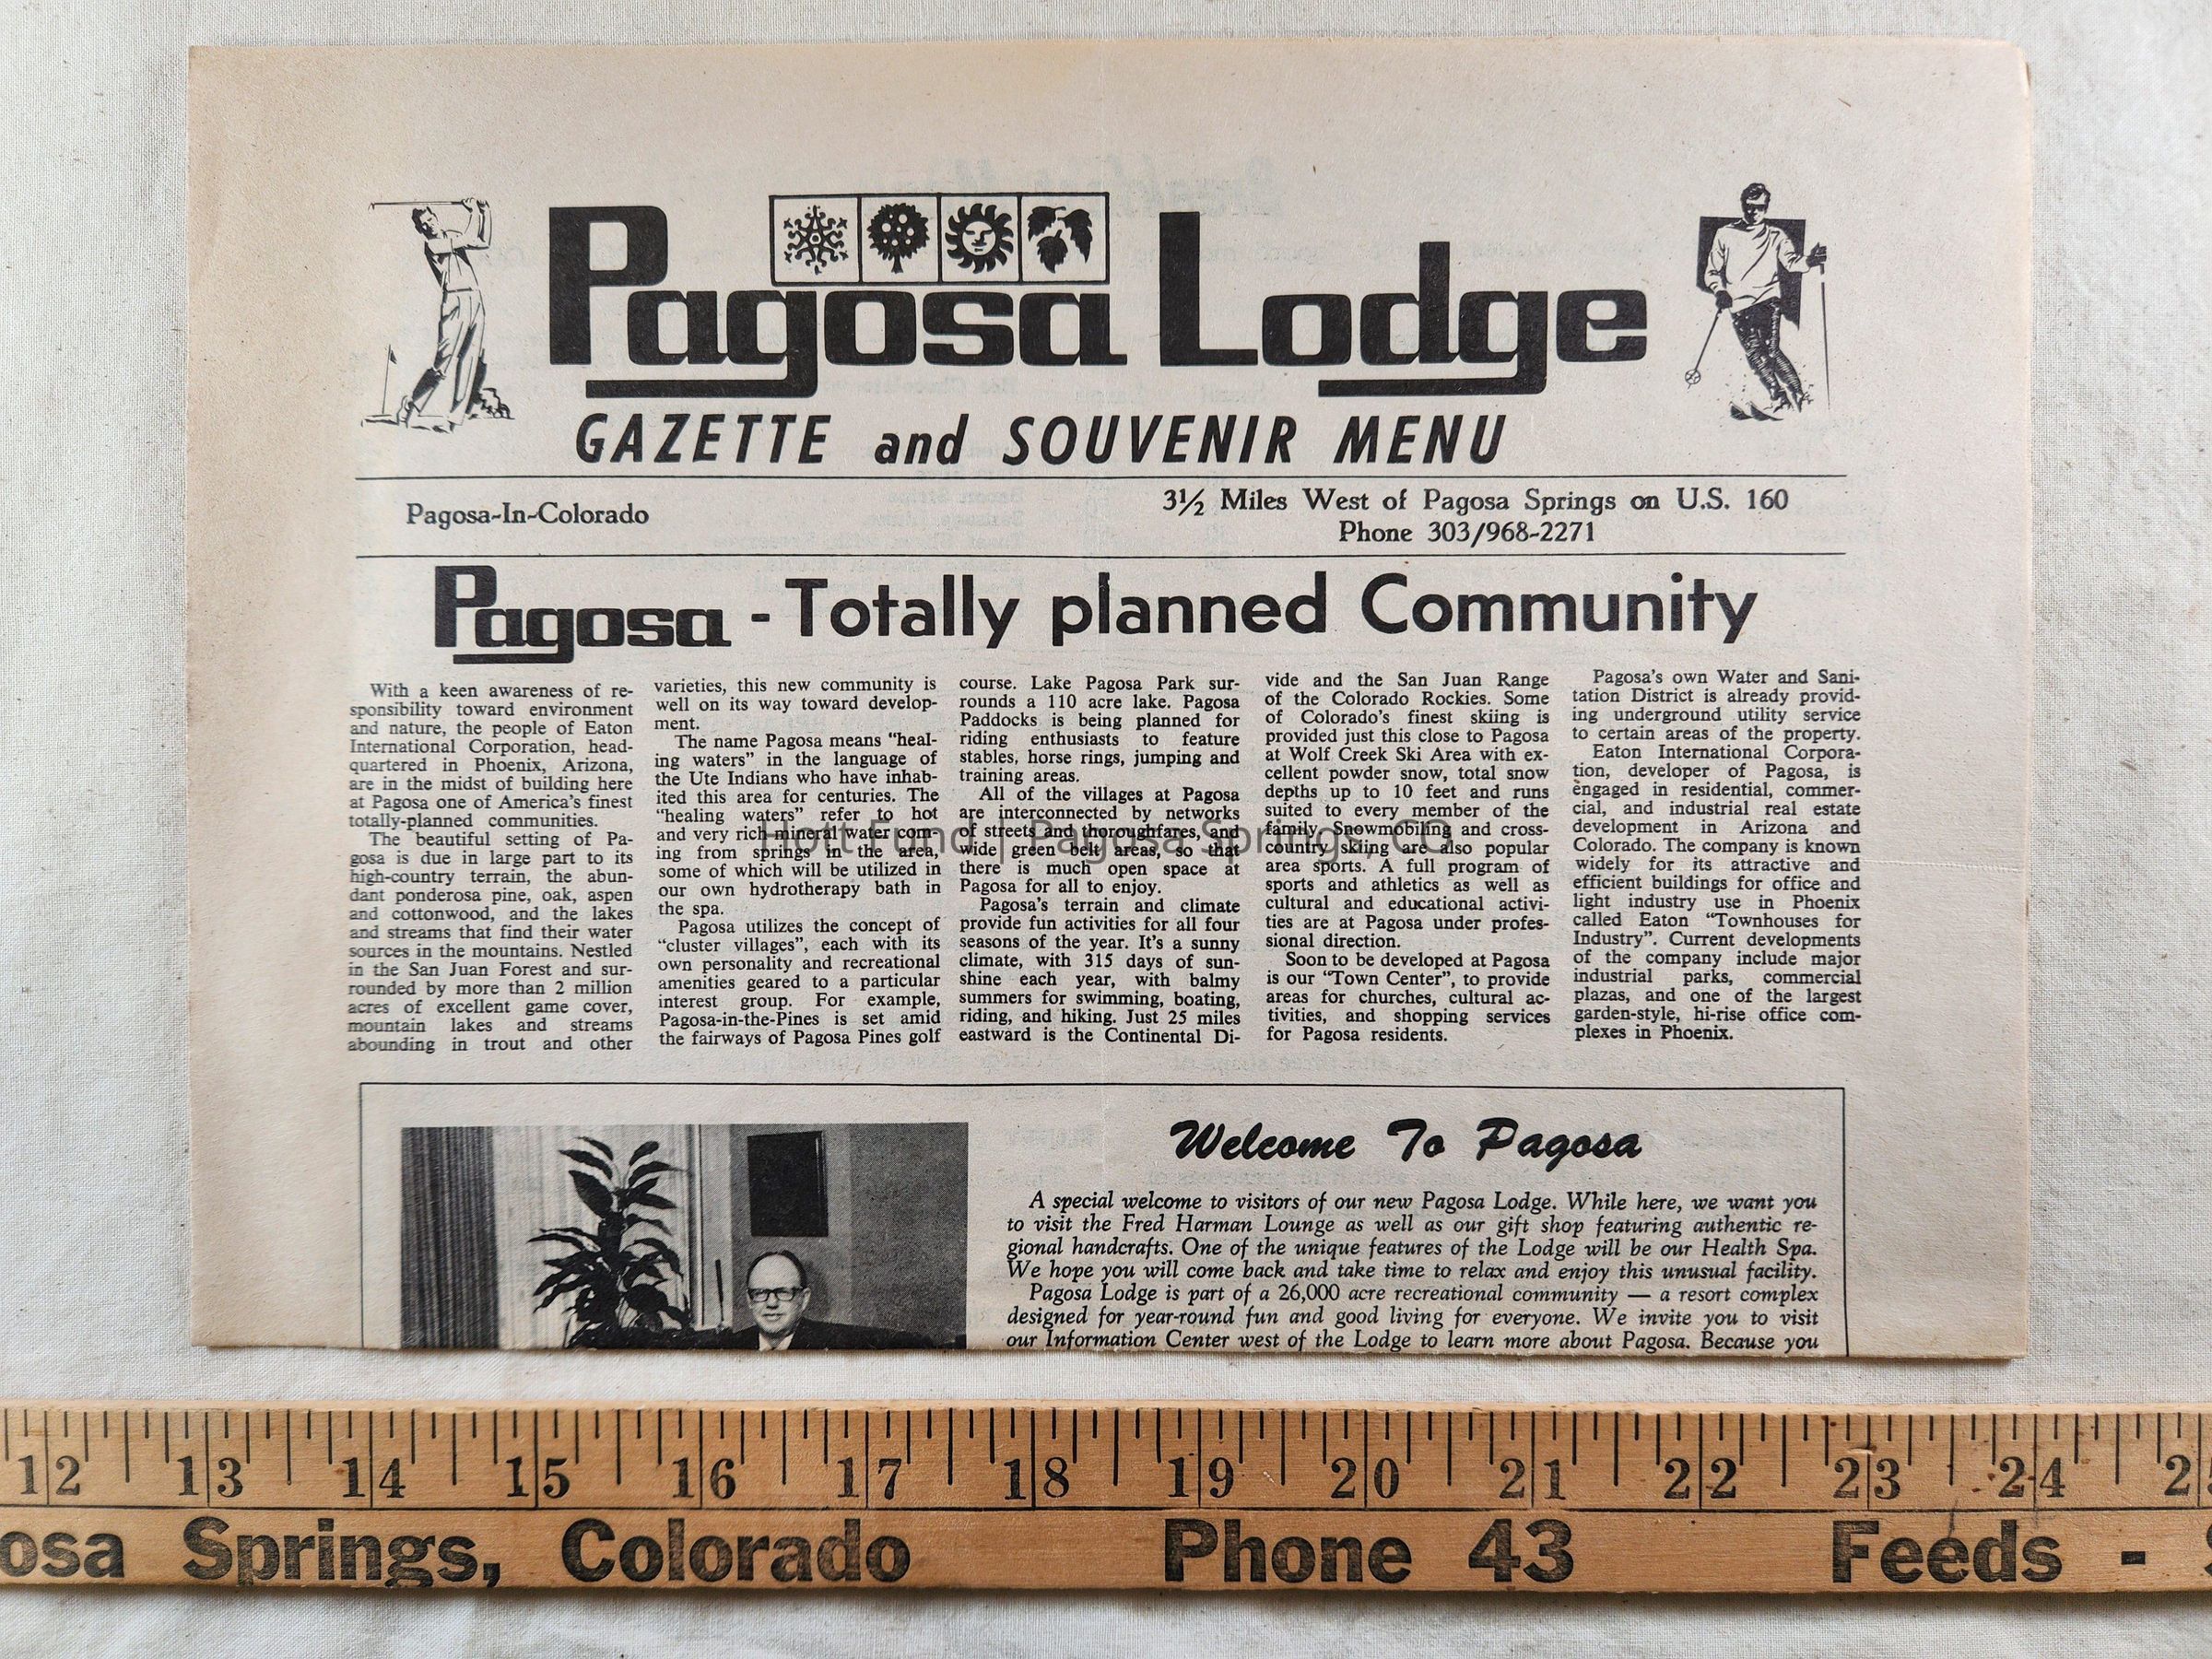 Pagosa Lodge
GAZETTE and SOUVENIR MENU
Pagosa-In-Colorado
3½ Miles West of Pagosa Springs on U.S. 160
Phone 303/968-2271
Pagosa - Totally planned Community
With a keen awareness of re-
sponsibility toward environment
and nature, the people of Eaton
International Corporation, head-
quartered in Phoenix, Arizona,
are in the midst of building here
at Pagosa one of America's finest
totally-planned communities.
The beautiful setting of Pa-
gosa is due in large part to its
high-country terrain, the abun-
dant ponderosa pine, oak, aspen
and cottonwood, and the lakes
and streams that find their water
sources in the mountains. Nestled
in the San Juan Forest and sur-
rounded by more than 2 million
acres of excellent game cover,
mountain lakes and streams
abounding in trout and other
varieties, this new community is
well on its way toward develop-
ment.
The name Pagosa means "heal-
ing waters" in the language of
the Ute Indians who have inhab-
ited this area for centuries. The
"healing waters" refer to hot
and very rich mineral water com-
ing from springs in the area,
some of which will be utilized in
our own hydrotherapy bath in
the spa.
Pagosa utilizes the concept of
"cluster villages", each with its
own personality and recreational
amenities geared to a particular
interest group. For example,
Pagosa-in-the-Pines is set amid
the fairways of Pagosa Pines golf
course. Lake Pagosa Park sur-
rounds a 110 acre lake. Pagosa
Paddocks is being planned for
riding enthusiasts to feature
stables, horse rings, jumping and
training areas.
All of the villages at Pagosa
are interconnected by networks
of streets and thoroughfares, and
wide green belt areas, so that
there is much open space at
Pagosa for all to enjoy.
Pagosa's terrain and climate
provide fun activities for all four
seasons of the year. It's a sunny
climate, with 315 days of sun-
shine each year, with balmy
summers for swimming, boating,
riding, and hiking. Just 25 miles
eastward is the Continental Di-
vide and the San Juan Range
of the Colorado Rockies. Some
of Colorado's finest skiing is
provided just this close to Pagosa
at Wolf Creek Ski Area with ex-
cellent powder snow, total snow
depths up to 10 feet and runs
suited to every member of the
family. Snowmobiling and cross-
country skiing are also popular
area sports. A full program of
sports and athletics as well as
cultural and educational activi-
ties are at Pagosa under profes-
sional direction.
Soon to be developed at Pagosa
is our "Town Center", to provide
areas for churches, cultural ac-
tivities, and shopping services
for Pagosa residents.
Pagosa's own Water and Sani-
tation District is already provid-
ing underground utility service
to certain areas of the property.
Eaton International Corpora-
tion, developer of Pagosa, is
engaged in residential, commer-
cial, and industrial real estate
development in Arizona and
Colorado. The company is known
widely for its attractive and
efficient buildings for office and
light industry use in Phoenix
called Eaton "Townhouses for
Industry". Current developments
of the company include major
industrial parks, commercial
plazas, and one of the largest
garden-style, hi-rise office com-
plexes in Phoenix.
Hott Fund | Pagosa Springs, CO
Welcome To Pagosa
A special welcome to visitors of our new Pagosa Lodge. While here, we want you
to visit the Fred Harman Lounge as well as our gift shop featuring authentic re-
gional handcrafts. One of the unique features of the Lodge will be our Health Spa.
We hope you will come back and take time to relax and enjoy this unusual facility.
Pagosa Lodge is part of a 26,000 acre recreational community — a resort complex
designed for year-round fun and good living for everyone. We invite you to visit
our Information Center west of the Lodge to learn more about Pagosa. Because you
12 13 14 15 16 17 18 19 20 21 22 23 24 2
osa Springs, Colorado Phone 43 Feeds - S